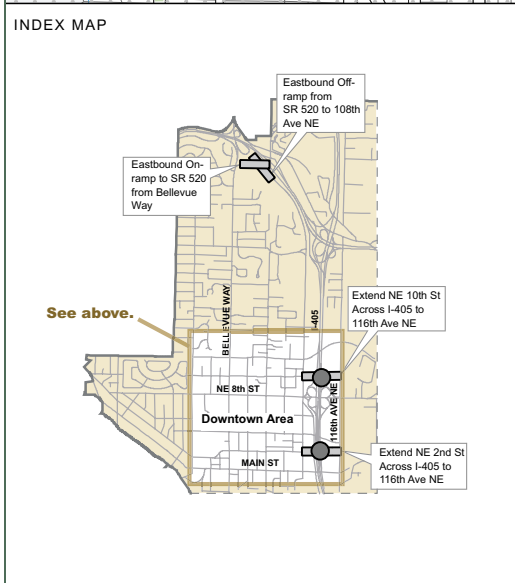 INDEX MAP
Eastbound Off-
ramp from
SR 520 to 108th
Ave NE
Eastbound On-
ramp to SR 520
from Bellevue
Way
See above.
BELLEVUE WAY
I-405
Extend NE 10th St
Across I-405 to
116th Ave NE
NE 8th ST
116th AVE NE
Downtown Area
MAIN ST
Extend NE 2nd St
Across I-405 to
116th Ave NE